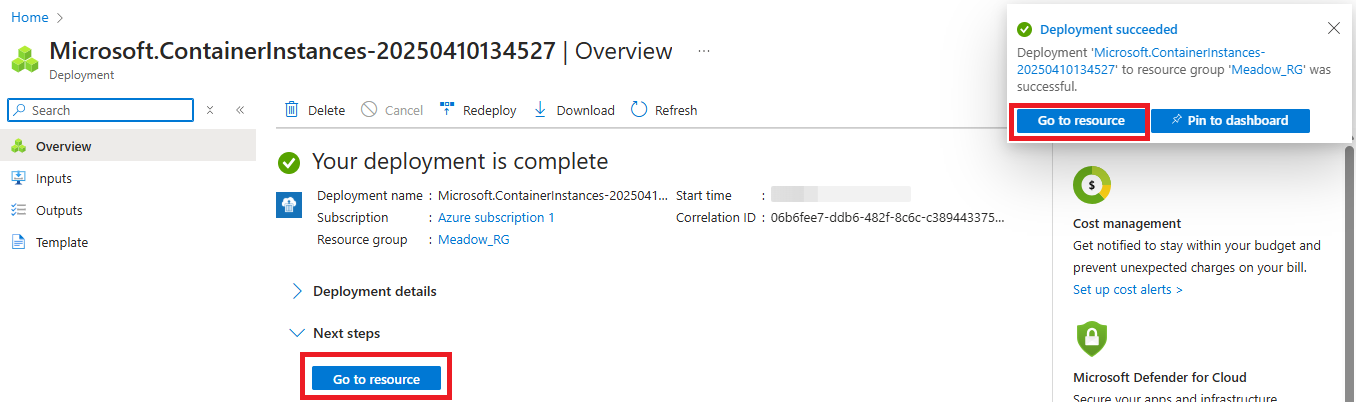 Home
Microsoft.ContainerInstances-20250410134527 | Overview ...
Deployment
Search
Overview
Inputs
Outputs
Template
Delete Cancel Redeploy Download Refresh
Your deployment is complete
Deployment name : Microsoft.ContainerInstances-2025041... Start time :
Subscription : Azure subscription 1 Correlation ID : 06b6fee7-ddb6-482f-8c6c-c389443375...
Resource group : Meadow_RG
Deployment details
Next steps
Go to resource
Deployment succeeded
Deployment 'Microsoft.ContainerInstances-
20250410134527' to resource group 'Meadow_RG' was
successful.
Go to resource Pin to dashboard
$
Cost management
Get notified to stay within your budget and
prevent unexpected charges on your bill.
Set up cost alerts >
Microsoft Defender for Cloud
Secure your apps and infrastructure